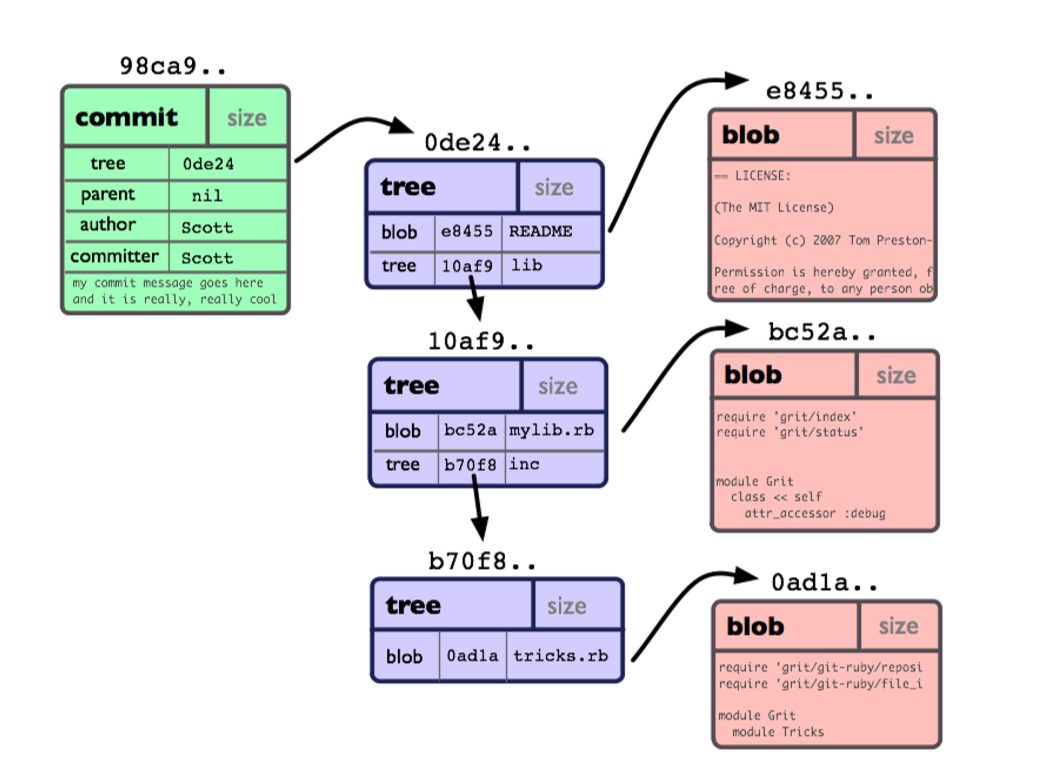 98ca9..
commit size
tree 0de24
parent nil
author Scott
committer Scott
my commit message goes here
and it is really, really cool
0de24..
tree size
blob e8455 README
tree 10af9 lib
10af9..
tree size
blob bc52a mylib.rb
tree b70f8 inc
b70f8..
tree size
blob 0ad1a tricks.rb
e8455..
blob size
== LICENSE:
(The MIT License)
Copyright (c) 2007 Tom Preston-
Permission is hereby granted, f
ree of charge, to any person ob
bc52a..
blob size
require 'grit/index'
require 'grit/status'
module Grit
class << self
attr_accessor :debug
0ad1a..
blob size
require 'grit/git-ruby/reposi
require 'grit/git-ruby/file_i
module Grit
module Tricks